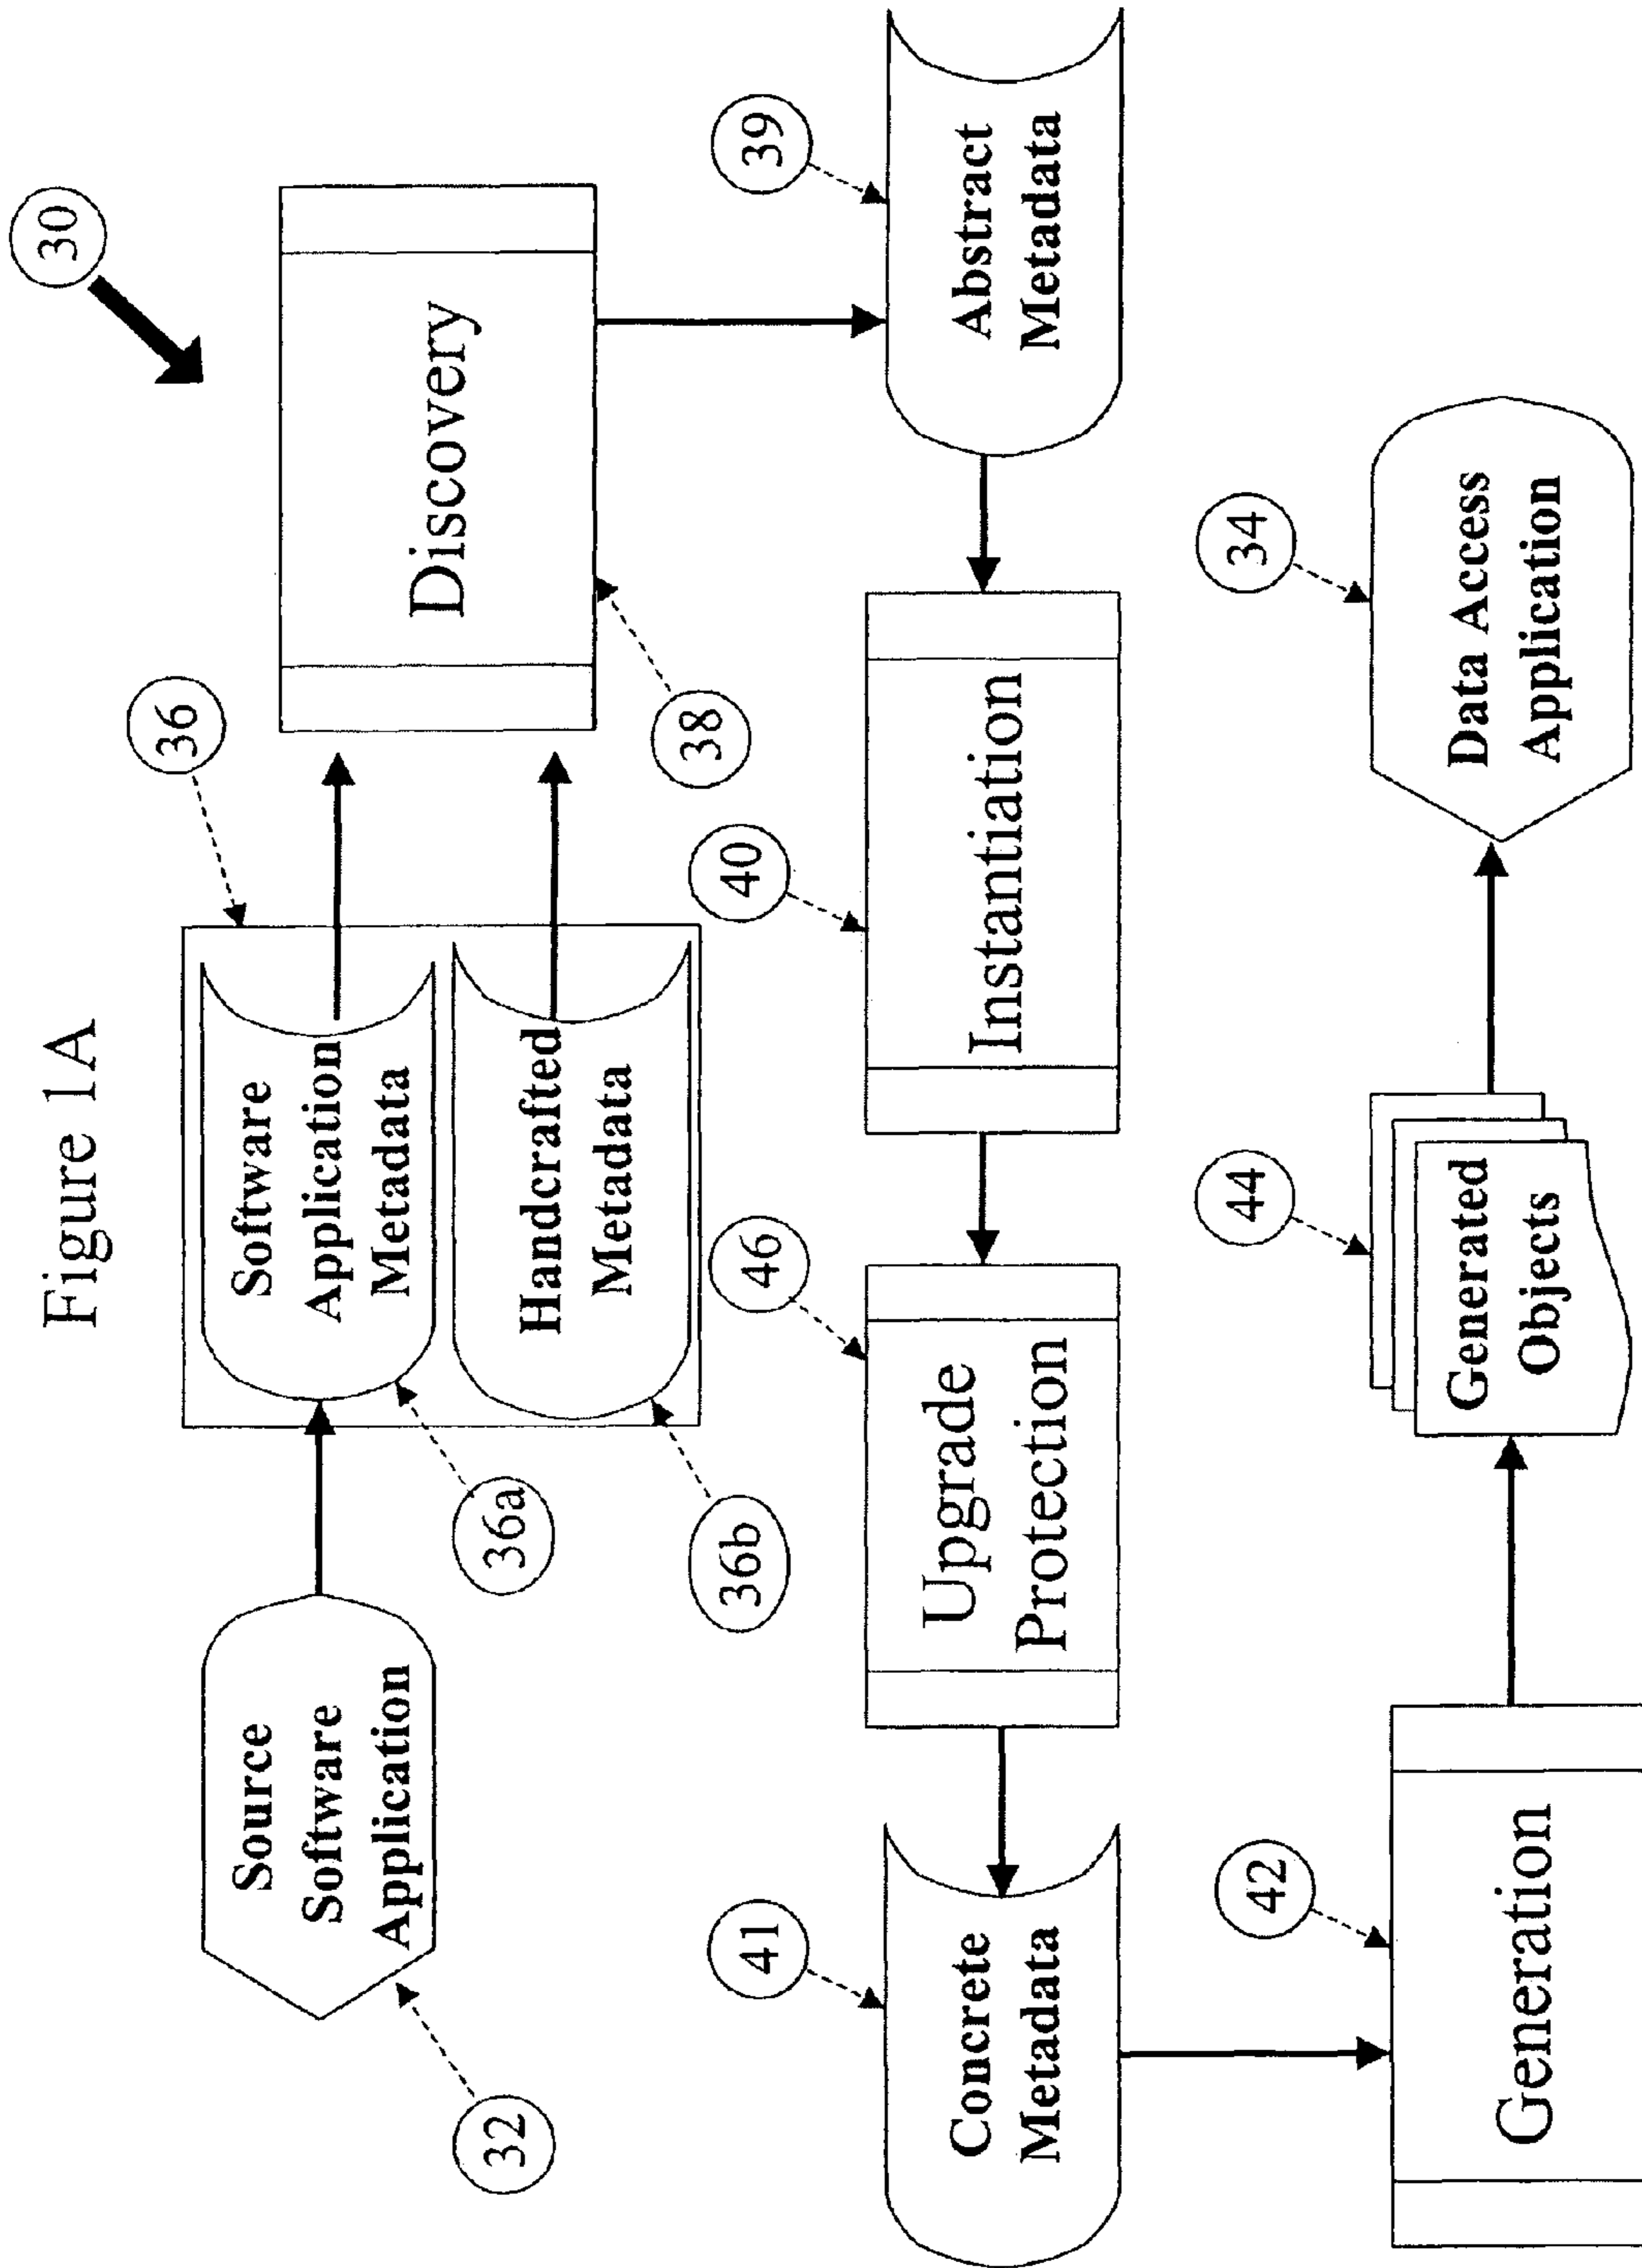 Figure 1A
30
36
Source
Software
Application
Software
Application
Metadata
Handcrafted
Metadata
Discovery
32
36a
36b
38
39
41
46
40
Concrete
Metadata
Upgrade
Protection
Instantiation
Abstract
Metadata
42
44
34
Generation
Generated
Objects
Data Access
Application